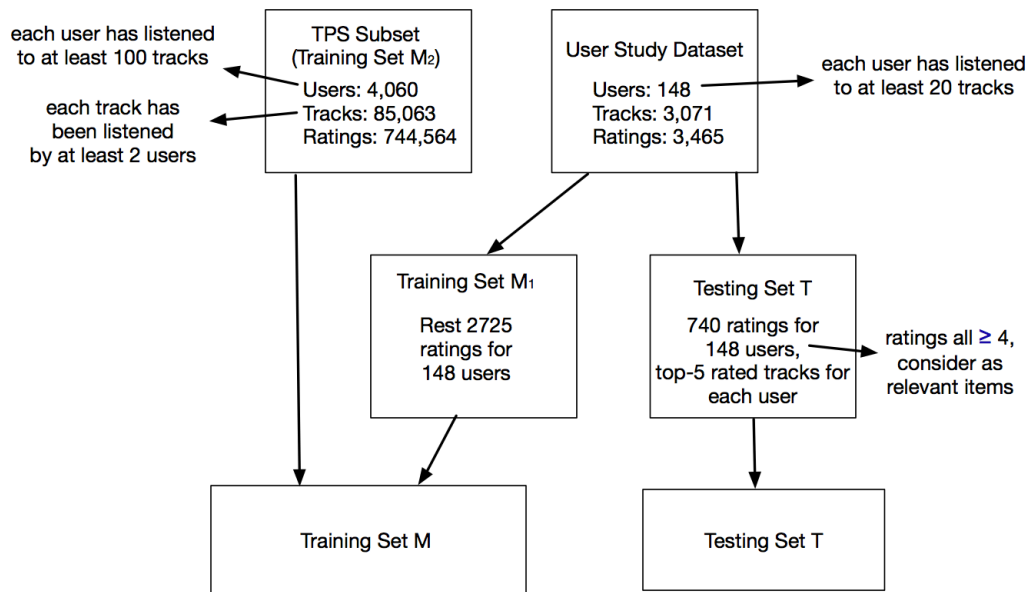 each user has listened
to at least 100 tracks
each track has
been listened
by at least 2 users
TPS Subset
(Training Set M2)
Users: 4,060
Tracks: 85,063
Ratings: 744,564
User Study Dataset
Users: 148
Tracks: 3,071
Ratings: 3,465
each user has listened
to at least 20 tracks
Training Set M1
Rest 2725
ratings for
148 users
Testing Set T
740 ratings for
148 users,
top-5 rated tracks for
each user
ratings all ≥ 4,
consider as
relevant items
Training Set M
Testing Set T